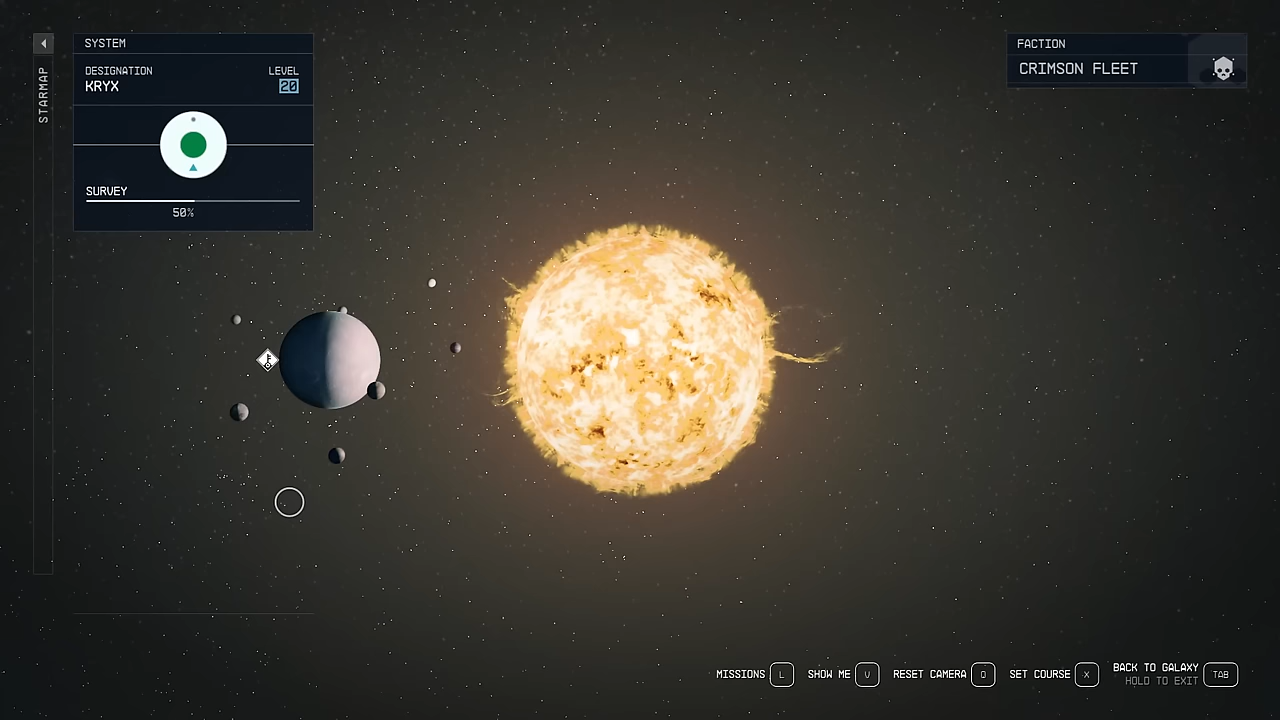 SYSTEM
DESIGNATION
LEVEL
KRYX
20
SURVEY
50%
STARMAP
FACTION
CRIMSON FLEET
MISSIONS L
SHOW ME V
RESET CAMERA Q
SET COURSE X
BACK TO GALAXY
HOLD TO EXIT
TAB